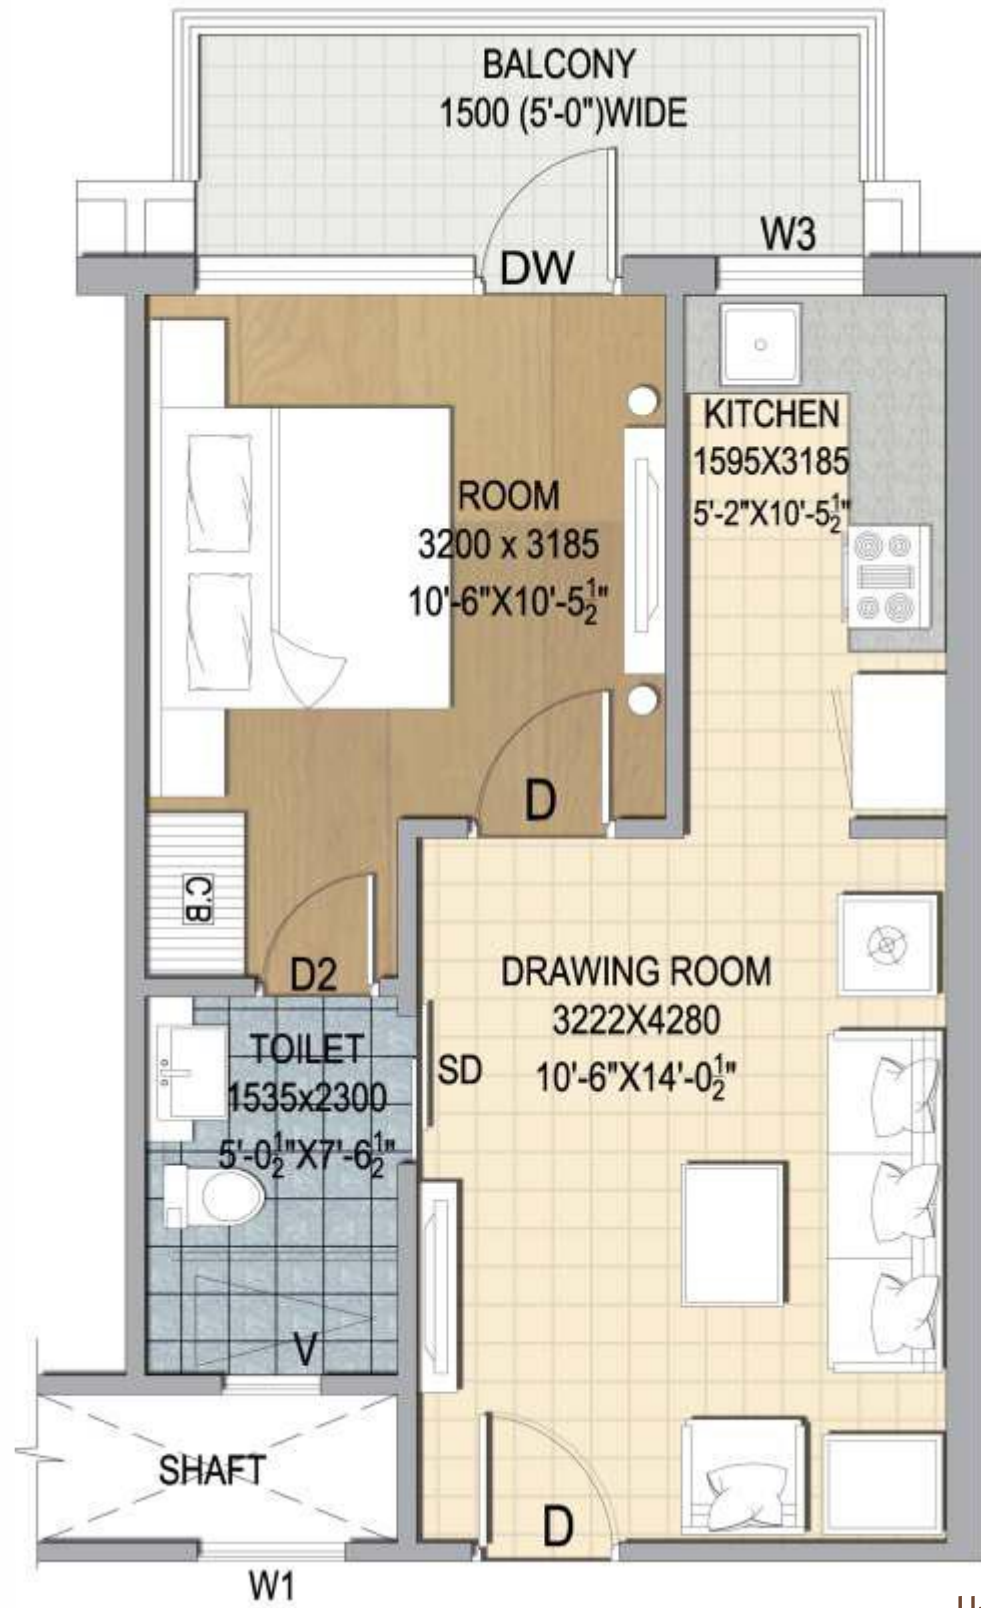 BALCONY
1500 (5'-0")WIDE
W3
DW
KITCHEN
1595X3185
5'-2"X10'-5½"
ROOM
3200 x 3185
10'-6"X10'-5½"
D
C'B
D2
DRAWING ROOM
3222X4280
10'-6"X14'-0½"
TOILET
1535x2300
5'-0½"X7'-6½"
SD
V
SHAFT
D
W1